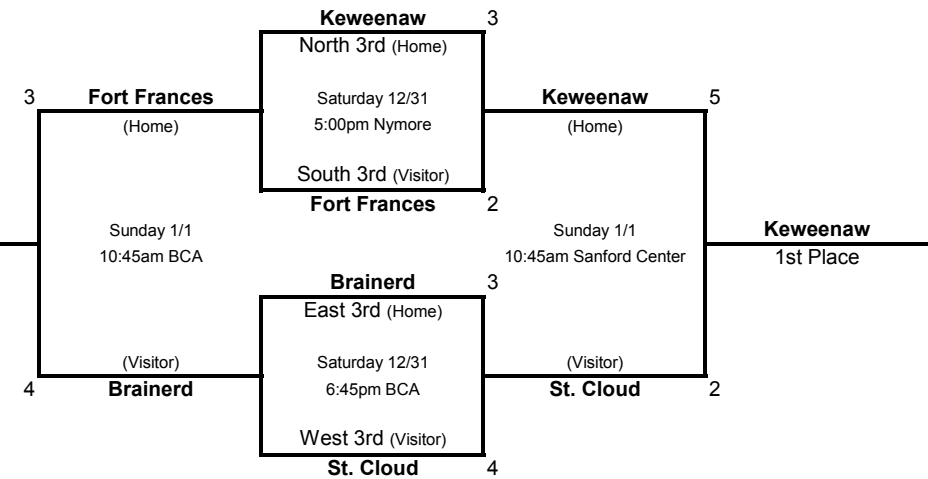 Keweenaw 3
North 3rd (Home)
3 Fort Frances Saturday 12/31 Keweenaw 5
(Home) 5:00pm Nymore (Home)
South 3rd (Visitor)
Fort Frances 2
Sunday 1/1 Sunday 1/1 Keweenaw
10:45am BCA 10:45am Sanford Center 1st Place
Brainerd 3
East 3rd (Home)
(Visitor) Saturday 12/31 (Visitor)
4 Brainerd 6:45pm BCA St. Cloud 2
West 3rd (Visitor)
St. Cloud 4